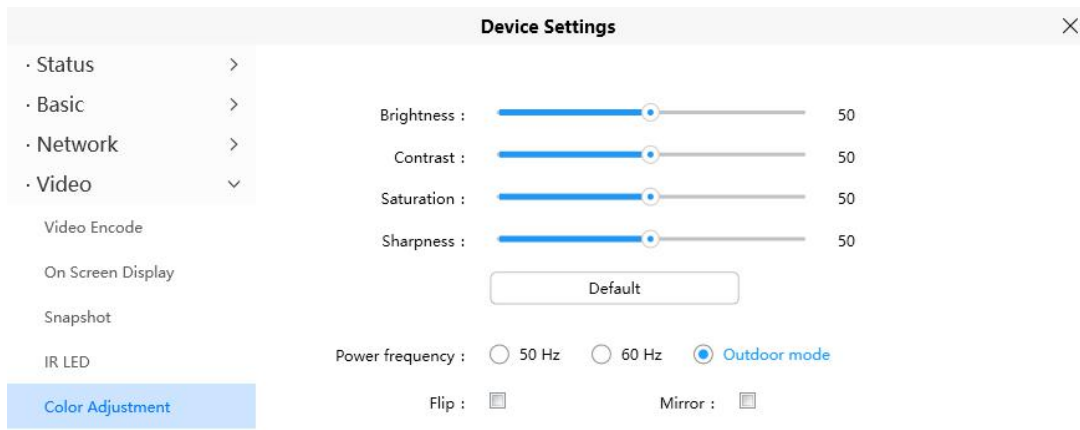 Device Settings
· Status
· Basic
· Network
· Video
Video Encode
On Screen Display
Snapshot
IR LED
Color Adjustment
Brightness : 50
Contrast : 50
Saturation : 50
Sharpness : 50
Default
Power frequency : 50 Hz 60 Hz Outdoor mode
Flip : Mirror :